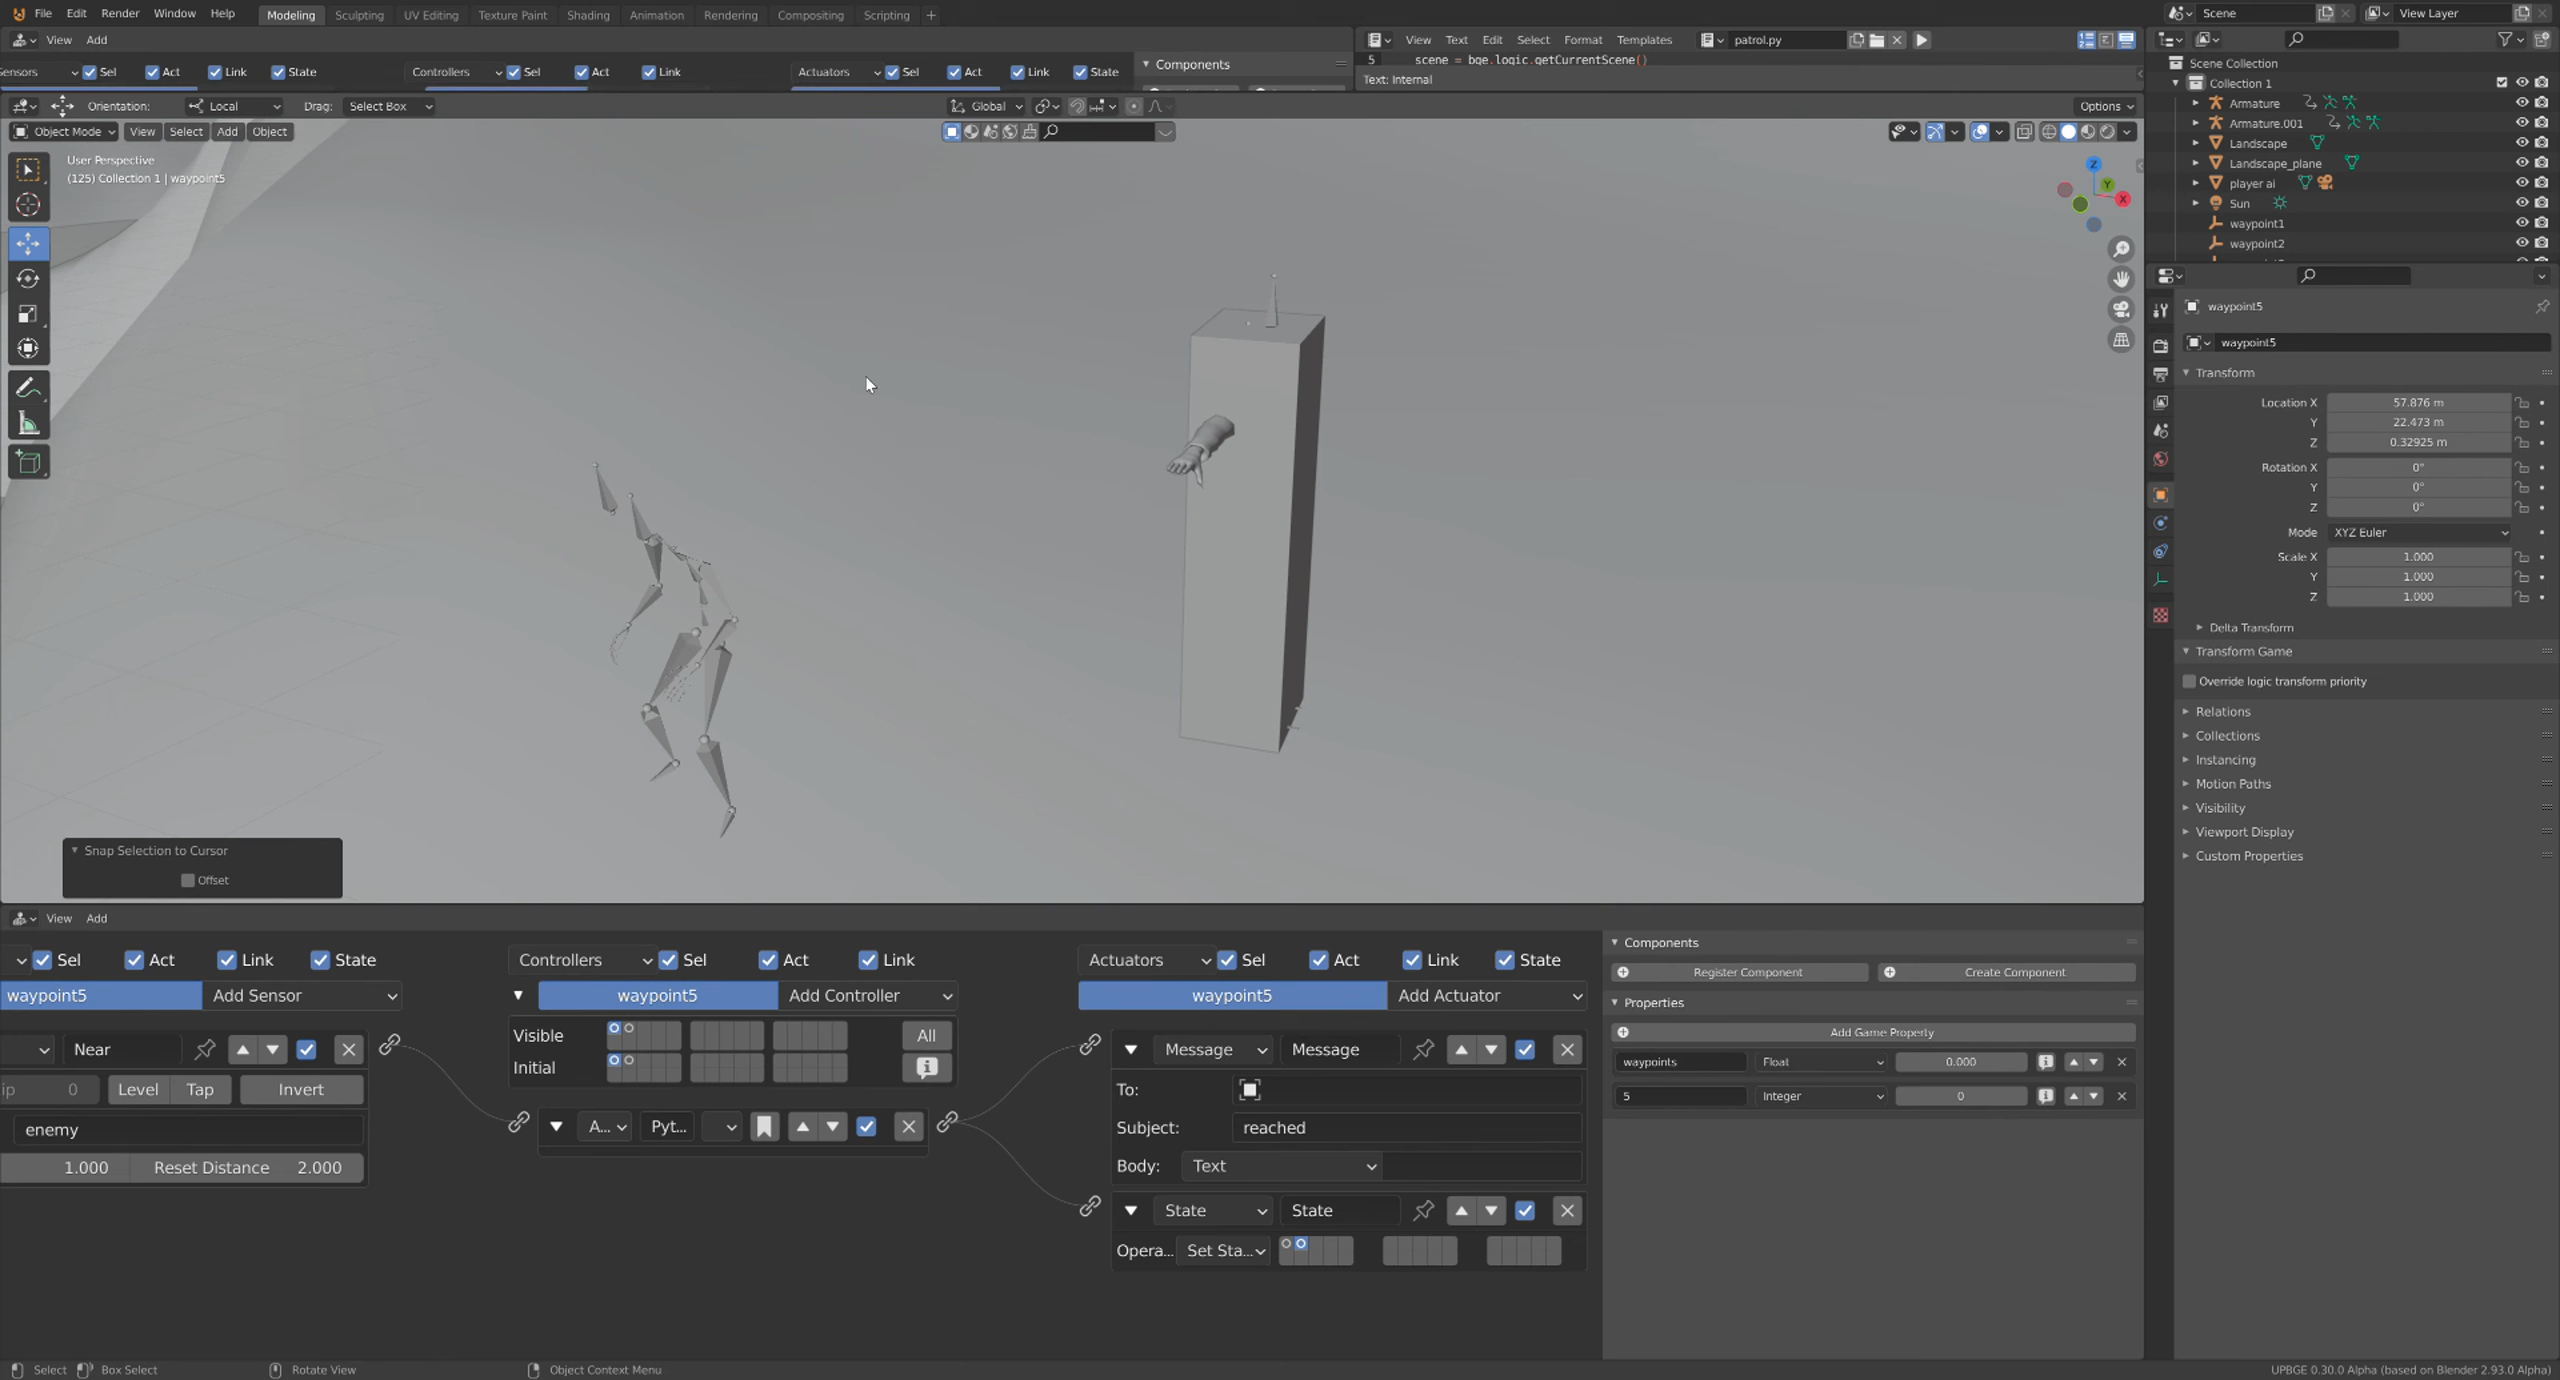 File Edit Render Window Help Modeling Sculpting UV Editing Texture Paint Shading Animation Rendering Compositing Scripting + Scene View Layer
View Add View Text Edit Select Format Templates patrol.py
ensors Sel Act Link State Controllers Sel Act Link Actuators Sel Act Link State Components
5 scene = bge.logic.getCurrentScene()
Text: Internal
Orientation: Local Drag: Select Box Global Options
Object Mode View Select Add Object
User Perspective
(125) Collection 1 | waypoint5
Z
Y
X
Scene Collection
Collection 1
Armature
Armature.001
Landscape
Landscape_plane
player ai
Sun
waypoint1
waypoint2
waypoint5
waypoint5
Transform
Location X 57.876 m
Y 22.473 m
Z 0.32925 m
Rotation X 0°
Y 0°
Z 0°
Mode XYZ Euler
Scale X 1.000
Y 1.000
Z 1.000
Delta Transform
Transform Game
Override logic transform priority
Relations
Collections
Instancing
Motion Paths
Visibility
Viewport Display
Custom Properties
Snap Selection to Cursor
Offset
View Add
Sel Act Link State Controllers Sel Act Link Actuators Sel Act Link State
waypoint5 Add Sensor waypoint5 Add Controller waypoint5 Add Actuator
Near
ip 0 Level Tap Invert
enemy
1.000 Reset Distance 2.000
Visible All
Initial
A... Pyt...
Message Message
To:
Subject: reached
Body: Text
State State
Opera... Set Sta...
Components
Register Component Create Component
Properties
Add Game Property
waypoints Float 0.000
5 Integer 0
Select Box Select Rotate View Object Context Menu UPBGE 0.30.0 Alpha (based on Blender 2.93.0 Alpha)